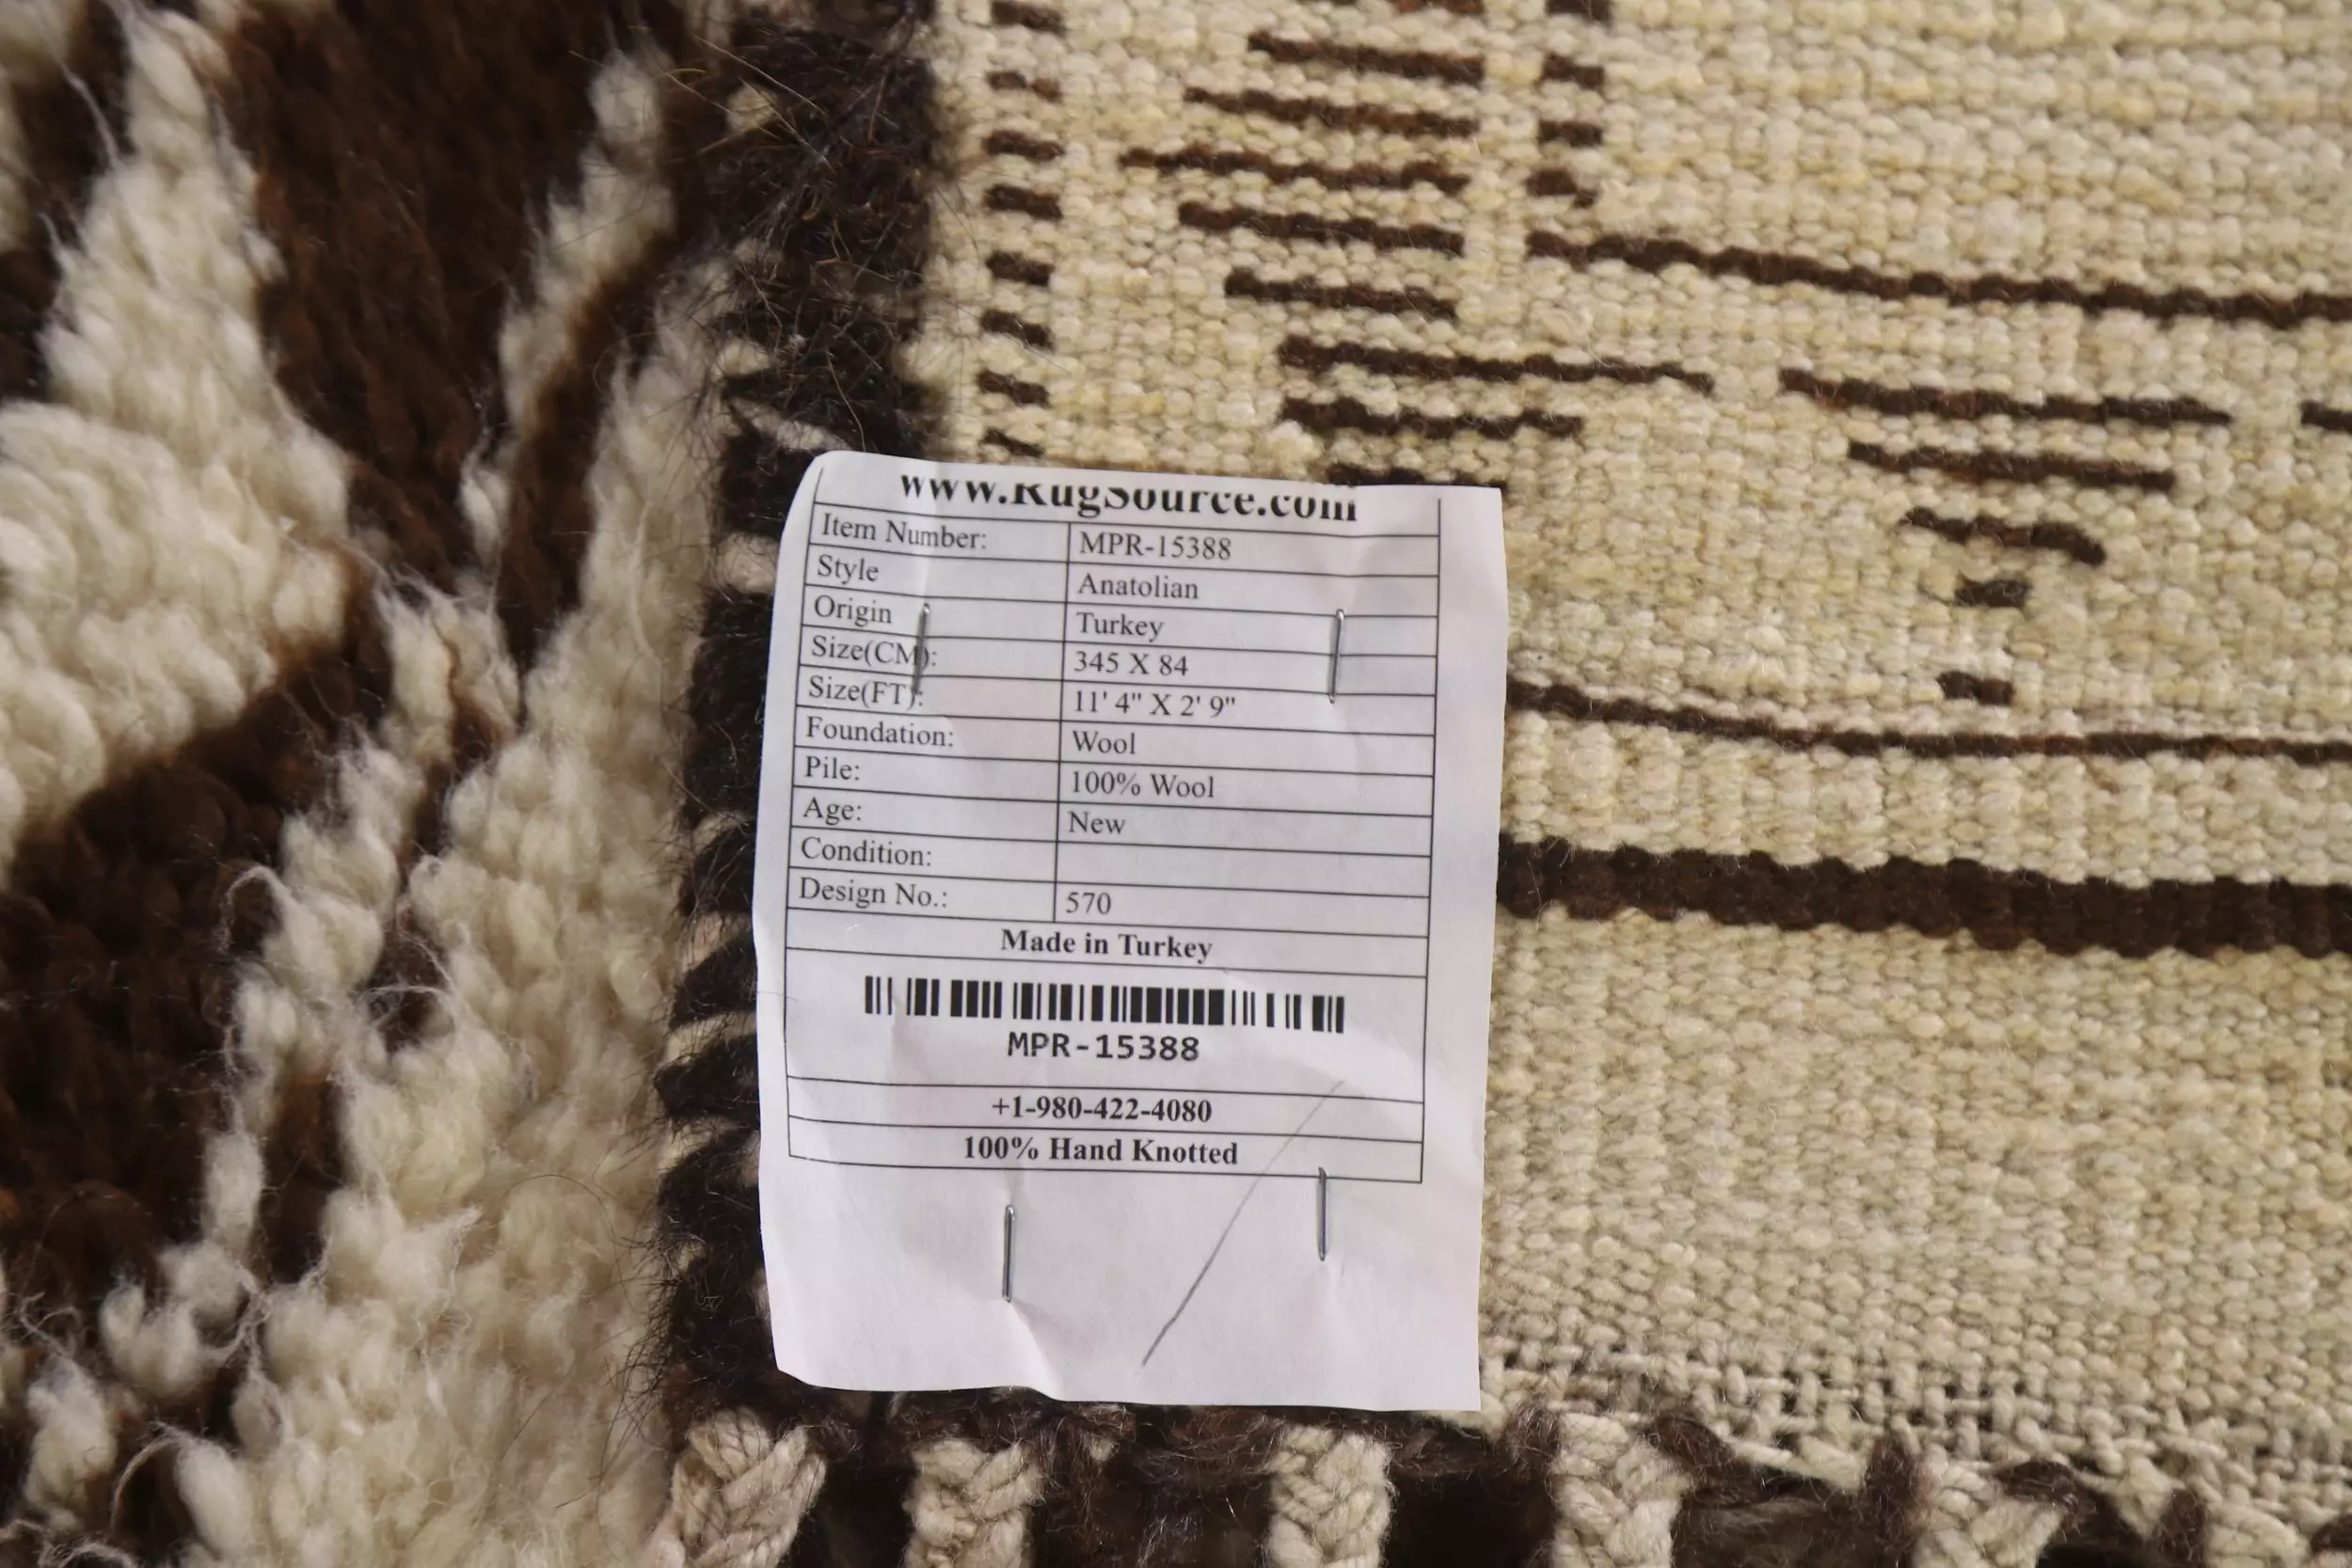 www.RugSource.com
Item Number: MPR-15388
Style Anatolian
Origin Turkey
Size(CM): 345 X 84
Size(FT): 11' 4" X 2' 9"
Foundation: Wool
Pile: 100% Wool
Age: New
Condition:
Design No.: 570
Made in Turkey
MPR-15388
+1-980-422-4080
100% Hand Knotted